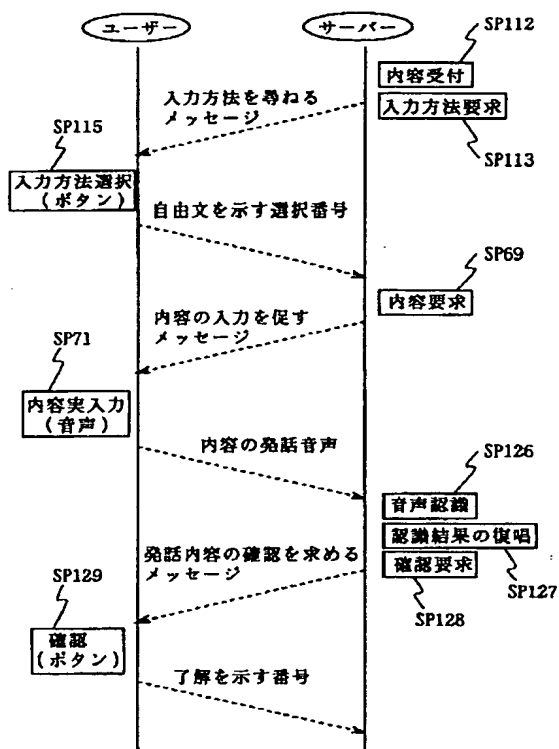 ユーザー
サーバー
SP112
内容受付
入力方法を尋ねる
メッセージ
入力方法要求
SP115
SP113
入力方法選択
(ボタン)
自由文を示す選択番号
SP69
内容要求
内容の入力を促す
メッセージ
SP71
内容実入力
(音声)
内容の発話音声
SP126
音声認識
認識結果の復唱
発話内容の確認を求める
メッセージ
確認要求
SP129
SP127
SP128
確認
(ボタン)
了解を示す番号